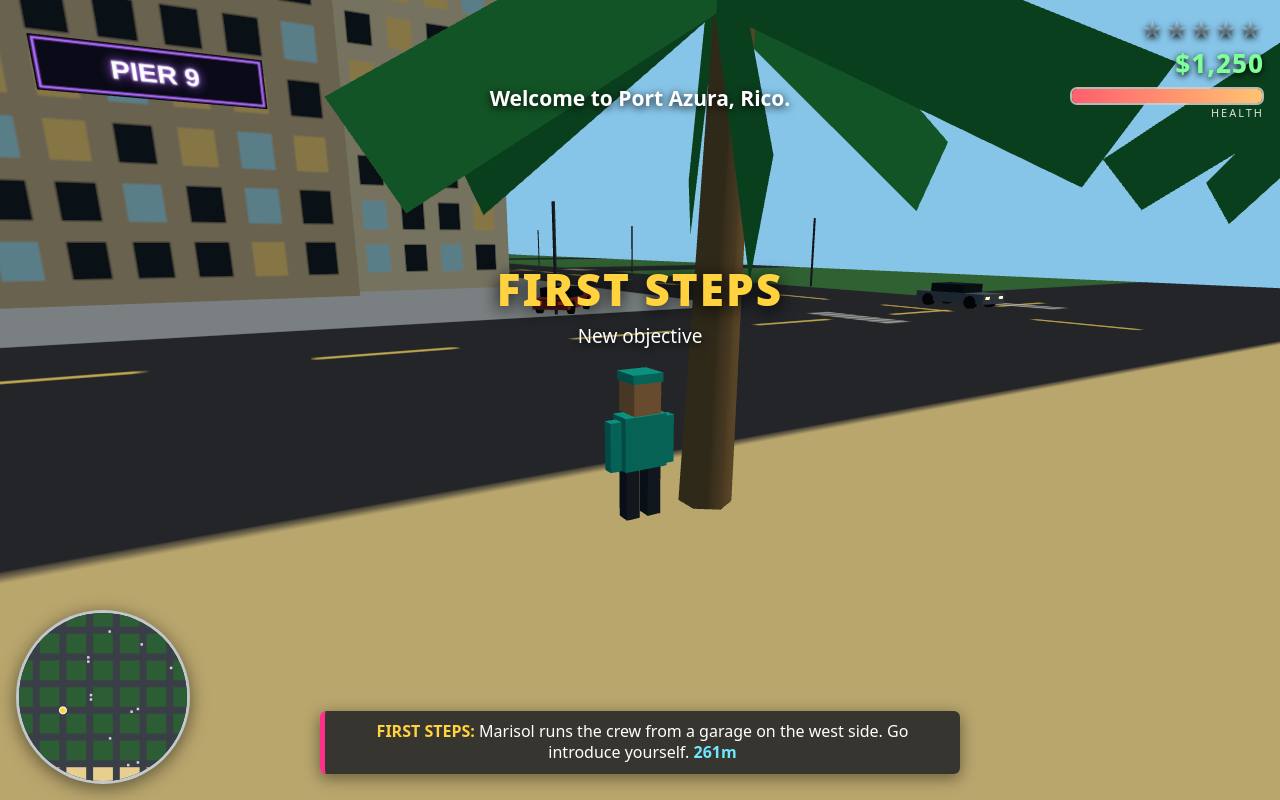 PIER 9
★★★★★
$1,250
HEALTH
Welcome to Port Azura, Rico.
FIRST STEPS
New objective
FIRST STEPS: Marisol runs the crew from a garage on the west side. Go
introduce yourself. 261m